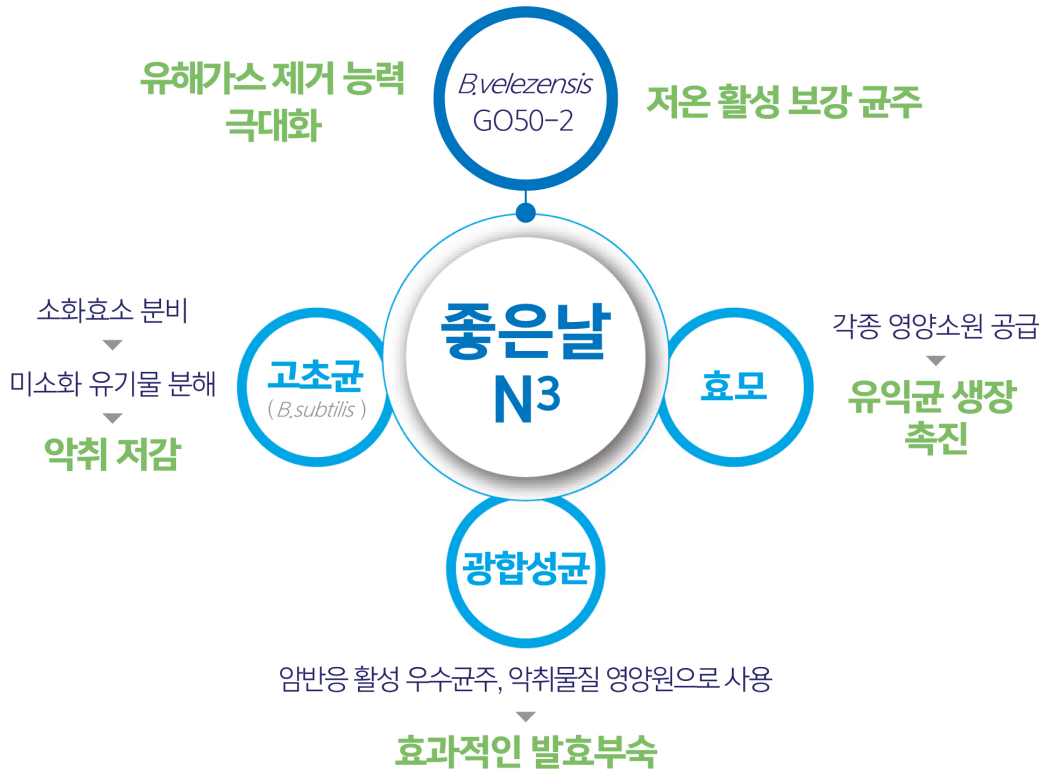 유해가스 제거 능력
극대화
B.velezensis
GO50-2
저온 활성 보강 균주
좋은날
N3
소화효소 분비
미소화 유기물 분해
악취 저감
고초균
( B.subtilis )
효모
각종 영양소원 공급
유익균 생장
촉진
광합성균
암반응 활성 우수균주, 악취물질 영양원으로 사용
효과적인 발효부숙